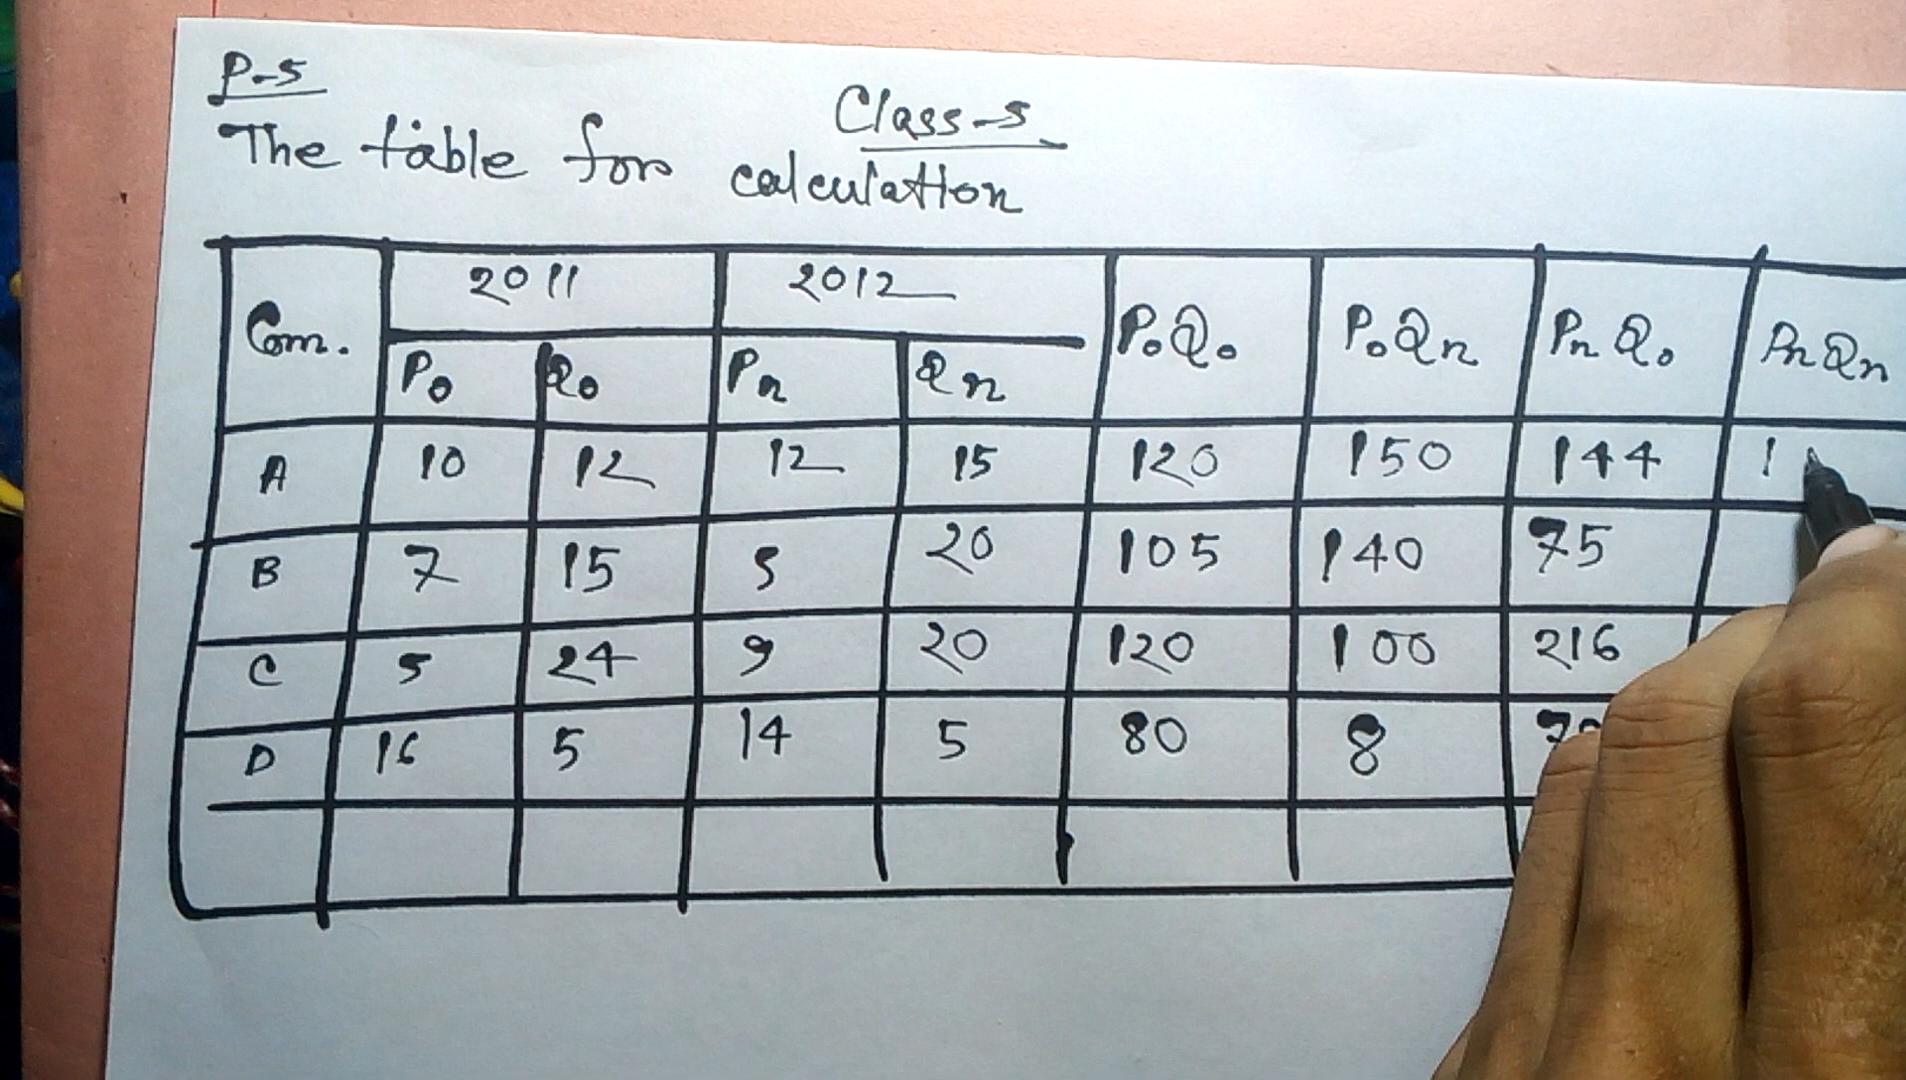 P-5
Class-5
The table for calculation
Com. 2011 2012 P₀Q₀ P₀Qn PnQ₀ PnQn
P₀ Q₀ Pn Qn
A 10 12 12 15 120 150 144 1
B 7 15 5 20 105 140 75
C 5 24 9 20 120 100 216
D 16 5 14 5 80 8